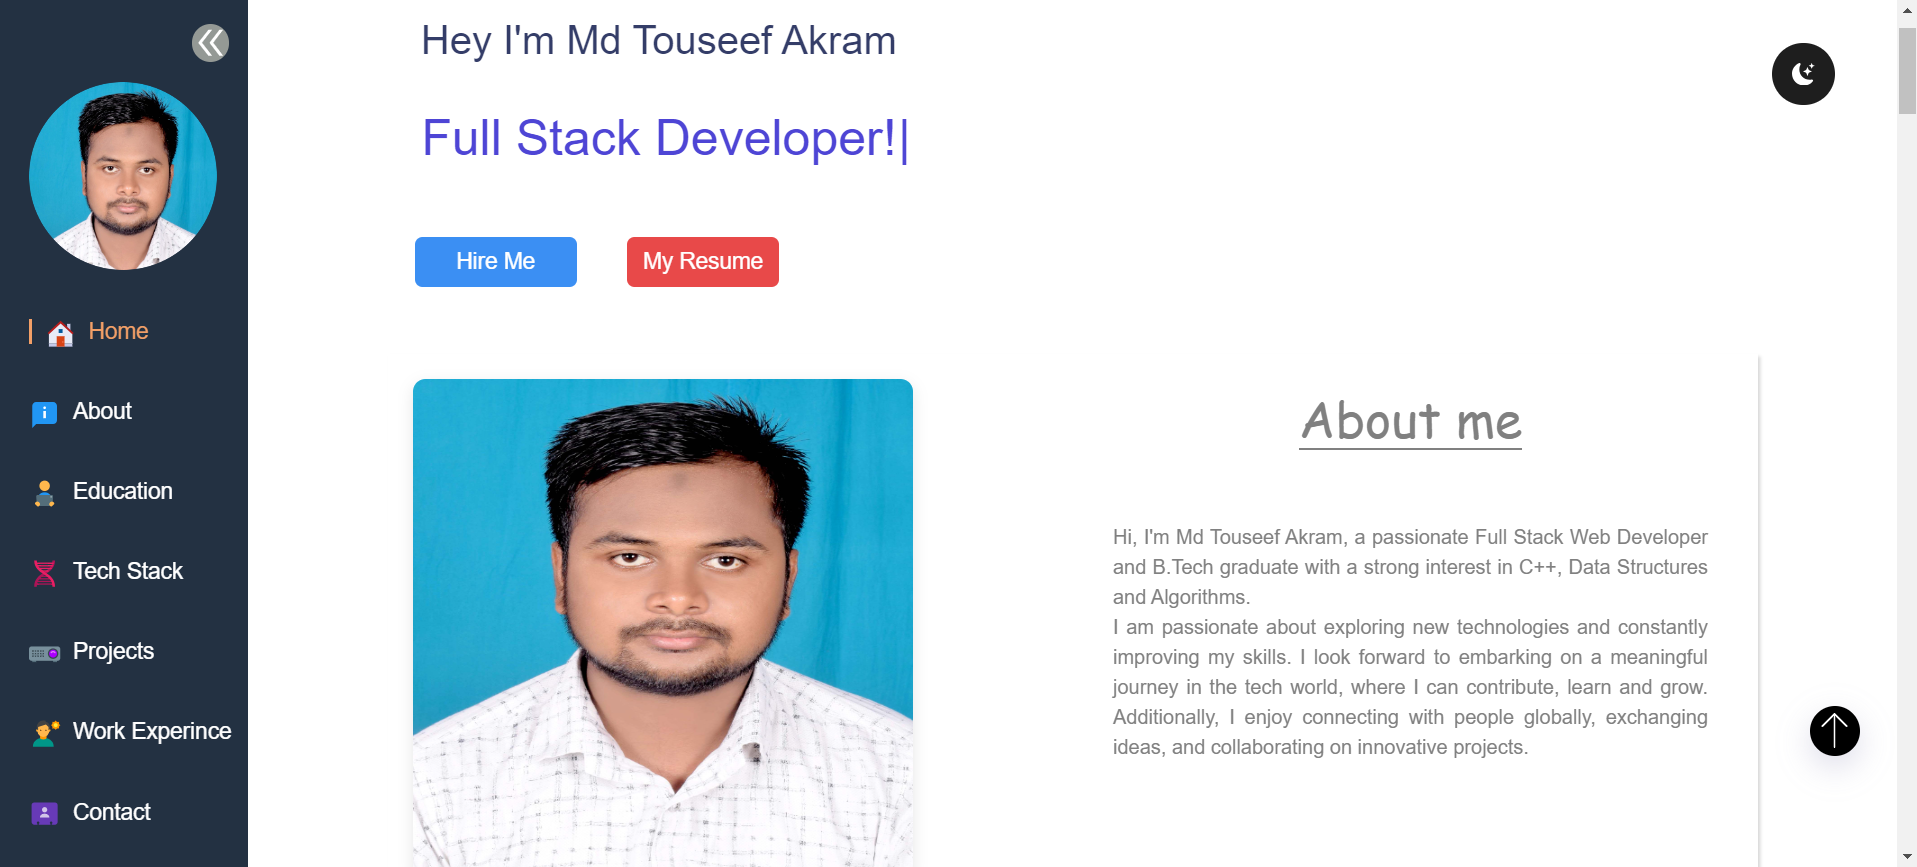 Home
About
Education
Tech Stack
Projects
Work Experince
Contact
Hey I'm Md Touseef Akram
Full Stack Developer!|
Hire Me
My Resume
About me
Hi, I'm Md Touseef Akram, a passionate Full Stack Web Developer
and B.Tech graduate with a strong interest in C++, Data Structures
and Algorithms.
I am passionate about exploring new technologies and constantly
improving my skills. I look forward to embarking on a meaningful
journey in the tech world, where I can contribute, learn and grow.
Additionally, I enjoy connecting with people globally, exchanging
ideas, and collaborating on innovative projects.